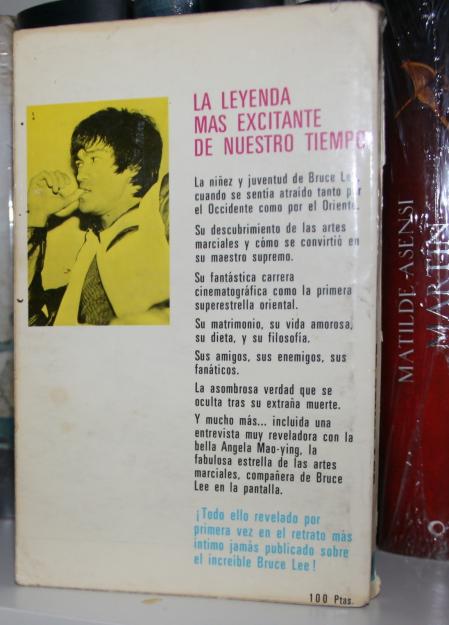 LA LEYENDA
MAS EXCITANTE
DE NUESTRO TIEMPO
La niñez y juventud de Bruce Lee,
cuando se sentía atraído tanto por
el Occidente como por el Oriente.
Su descubrimiento de las artes
marciales y cómo se convirtió en
su maestro supremo.
Su fantástica carrera
cinematográfica como la primera
superestrella oriental.
Su matrimonio, su vida amorosa,
su dieta, y su filosofía.
Sus amigos, sus enemigos, sus
fanáticos.
La asombrosa verdad que se
oculta tras su extraña muerte.
Y mucho más... incluida una
entrevista muy reveladora con la
bella Angela Mao-ying, la
fabulosa estrella de las artes
marciales, compañera de Bruce
Lee en la pantalla.
¡Todo ello revelado por
primera vez en el retrato más
íntimo jamás publicado sobre
el increíble Bruce Lee!
100 Ptas.
MATILDE ASENSI
MARTÍN